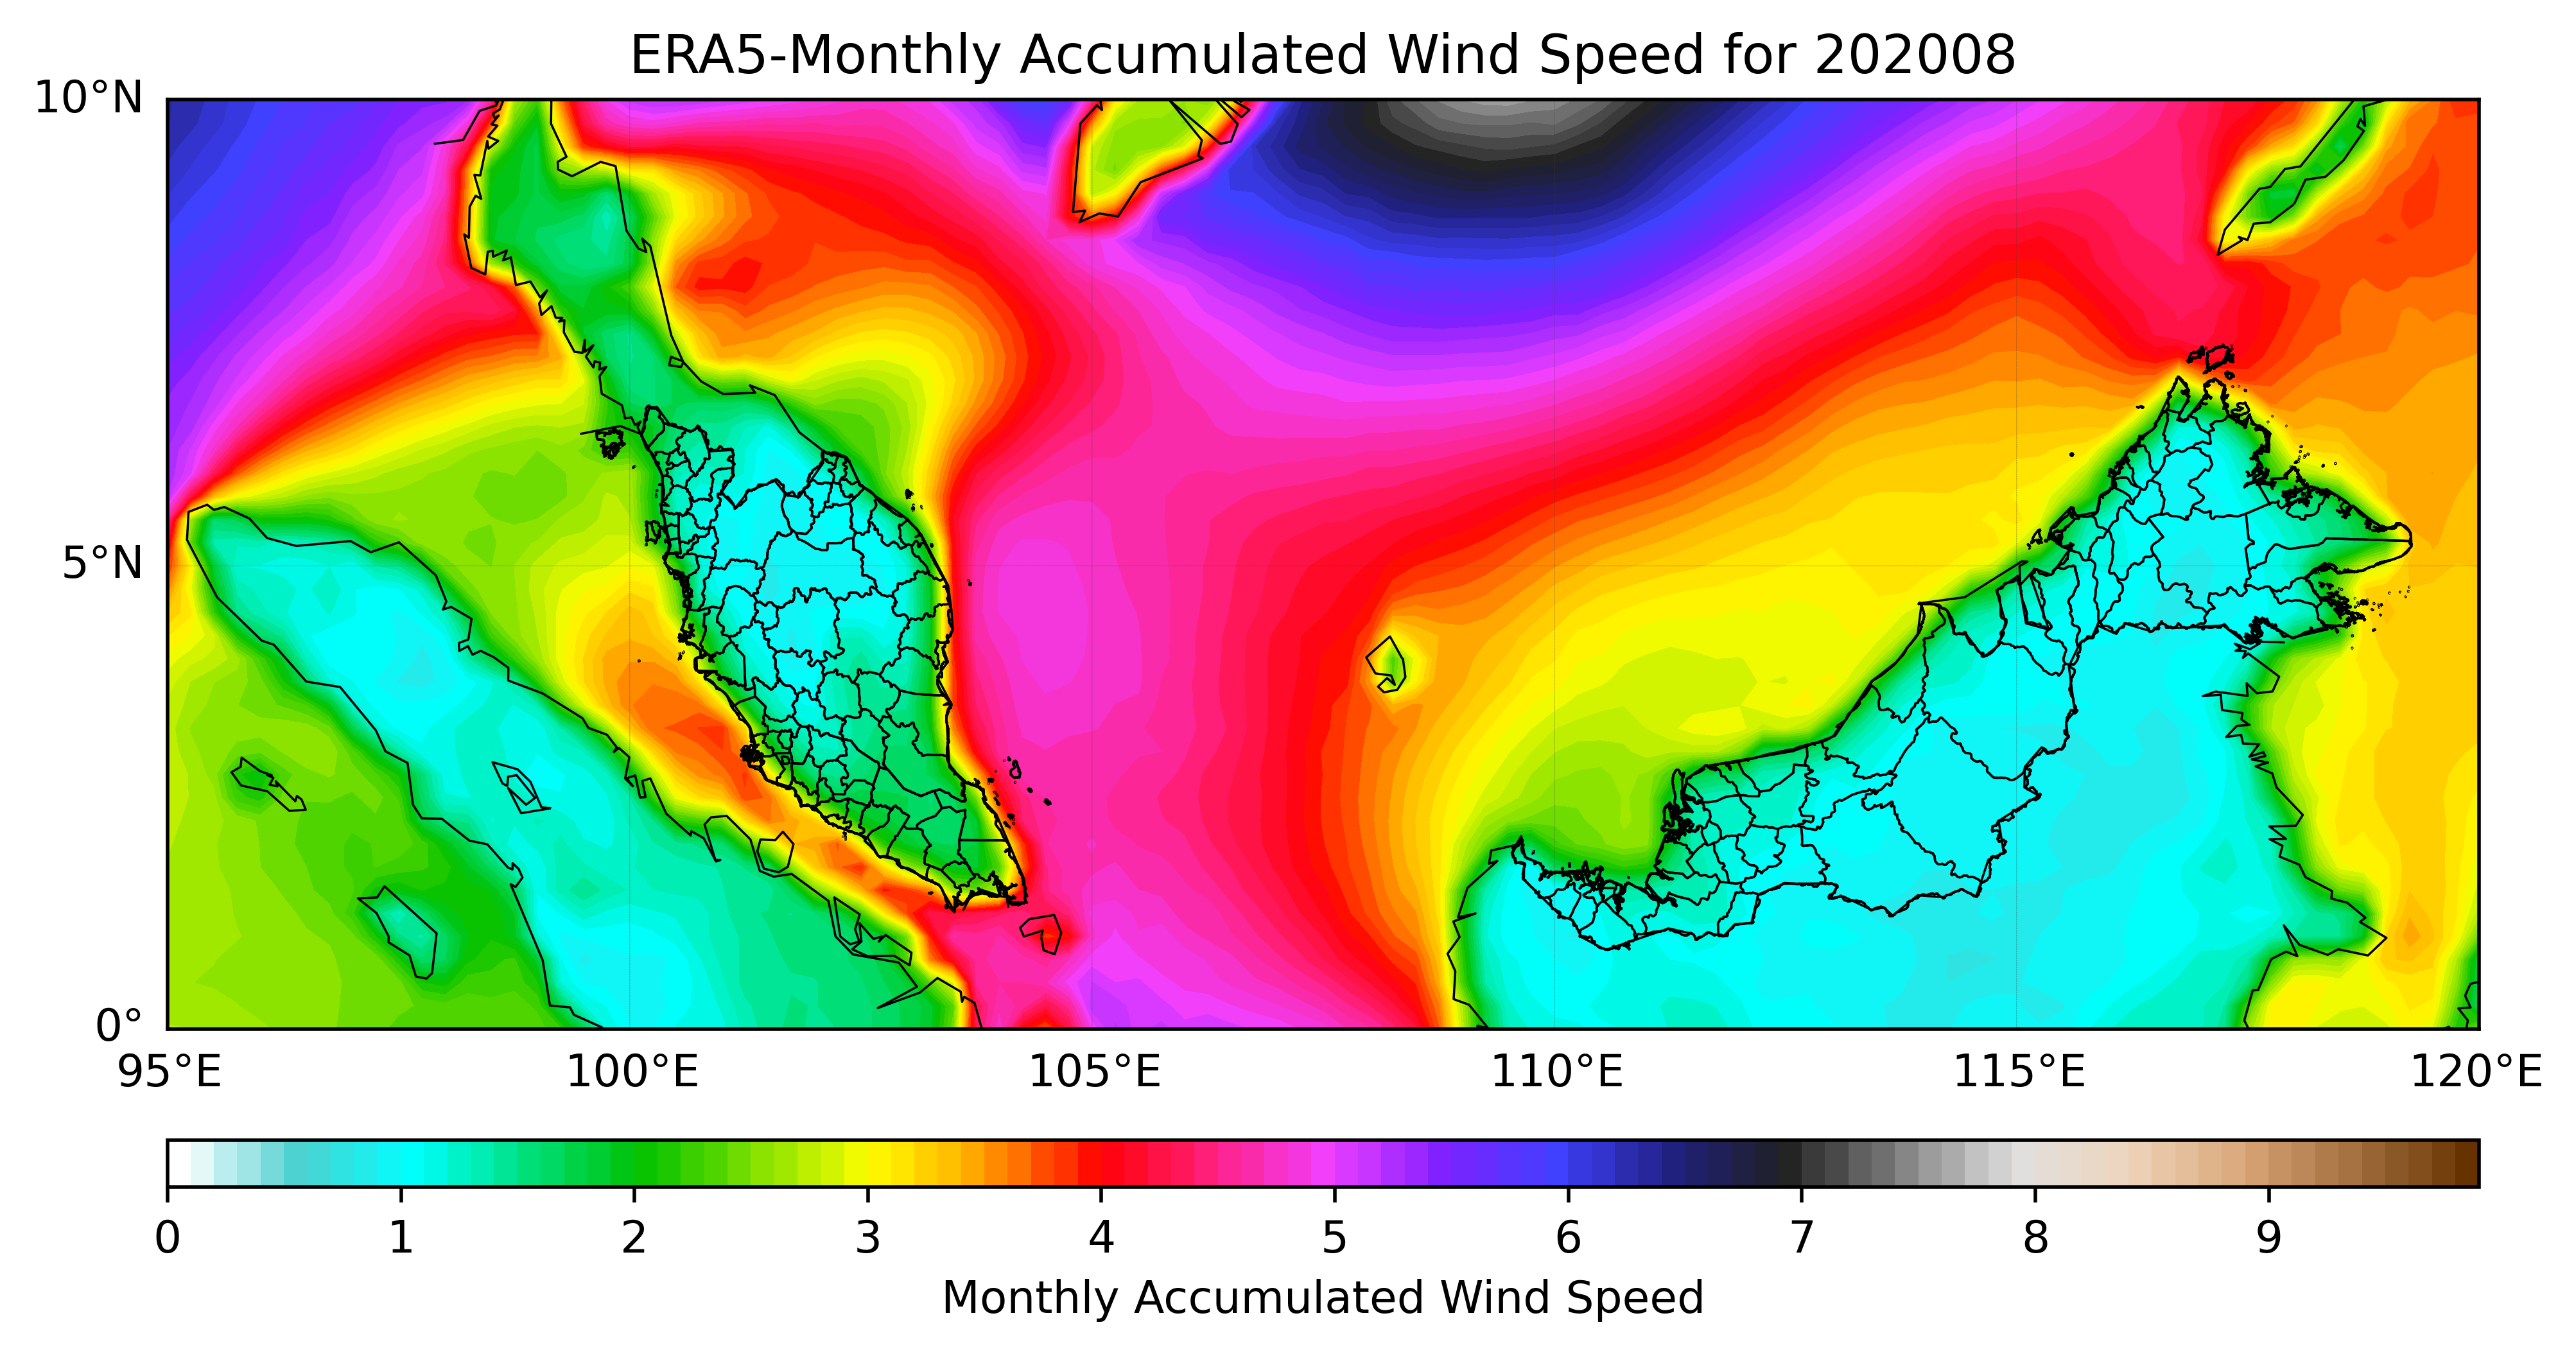 ERA5-Monthly Accumulated Wind Speed for 202008
10°N
5°N
0°
95°E 100°E 105°E 110°E 115°E 120°E
0 1 2 3 4 5 6 7 8 9
Monthly Accumulated Wind Speed